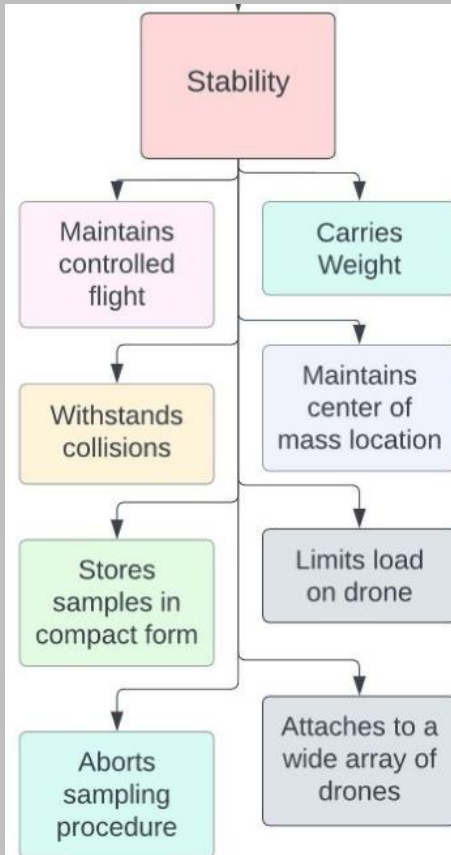 Stability
Maintains
controlled
flight
Carries
Weight
Withstands
collisions
Maintains
center of
mass location
Stores
samples in
compact form
Limits load
on drone
Aborts
sampling
procedure
Attaches to a
wide array of
drones